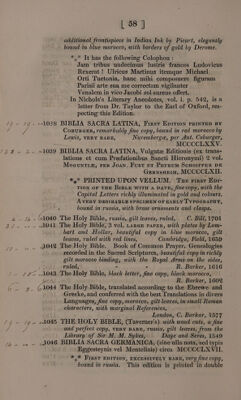 [ 58 ]
additional frontispiece in Indian Ink by Picart, elegantly
bound in blue morocco, with borders of gold by Derome.
*** It has the following Colophon :
Jam tribus undecimus lustris francos Ludovicus
Rexerat ! Ulricus Martinus itemque Michael
Orti Tuetonia, hanc mihi composuere figuram
Parisii arte sua me correctum vigilanter
Venalem in vico Jacobi sol aureus offert.
In Nichols's Literary Anecdotes, vol. i. p. 542, is a
letter from Dr. Taylor to the Earl of Oxford, res-
pecting this Edition.
1038 BIBLIA SACRA LATINA, First Edition printed by
Coburger, remarkably fine copy, bound in red morocco by
Lewis, very rare, Nuremberge, per Ant. Coburger,
MCCCCLXXV.
1039 BIBLIA SACRA LATINA, Vulgate Editionis (ex trans-
latione et cum Præfationibus Sancti Hieronymi) 2 vol.
Moguntiæ, per Joan. Fust et Petrum Schoiffer de
Gernsheim, MCCCCLXII.
*** PRINTED UPON VELLUM. The First Edi-
tion of the Bible with a date, fine copy, with the
Capital Letters richly illuminated in gold and colours.
A very desirable specimen of early Typography,
bound in russia, with brass ornaments and clasps.
1040 The Holy Bible, russia, gilt leaves, ruled, C. Bill, 1701
1041 The Holy Bible, 2 vol. large paper, with plates by Lom-
bart and Hollar, beautiful copy in blue morocco, gilt
leaves, ruled with red lines, Cambridge, Field, 1659
1042 The Holy Bible. Book of Common Prayer. Genealogies
recorded in the Sacred Scriptures, beautiful copy in richly
gilt morocco binding, with the Royal Arms on the sides,
ruled, R. Barker, 1616
1043 The Holy Bible, black letter, fine copy, black morocco,
R. Barker, 1602
1044 The Holy Bible, translated according to the Ebrewe and
Greeke, and conferred with the best Translations in divers
Languages, fine copy, morocco, gilt leaves, in small Roman
characters, with marginal References,
London, C. Barker, 1577
1045 THE HOLY BIBLE, (Taverner's) with wood cuts, a fine
and perfect copy, very rare, russia, gilt leaves, from the
Library of Sir M. M. Sykes, Daye and Seres, 1549
1046 BIBLIA SACRA GERMANICA, (sine ulla nota, sed typis
Eggesteynis vel Mentelinis) circa MCCCCLXVII.
*** First edition, excessively rare, very fine copy,
bound in russia. This edition is printed in double